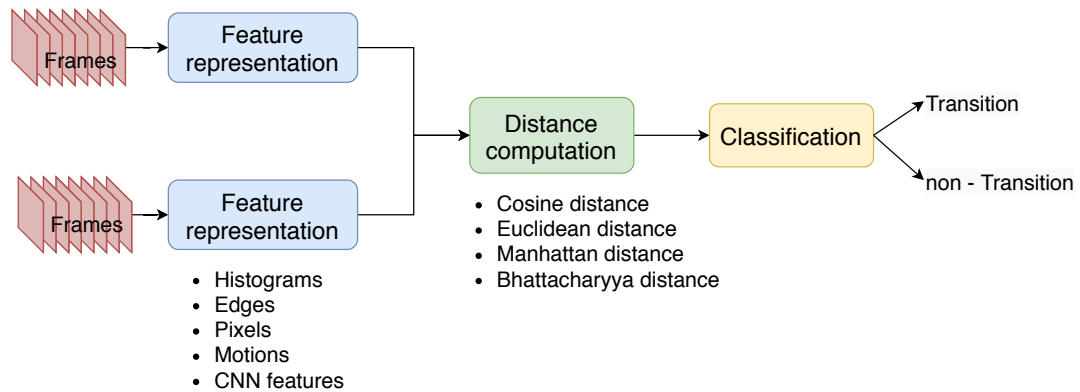 Frames
Feature
representation
Frames
Feature
representation
• Histograms
• Edges
• Pixels
• Motions
• CNN features
Distance
computation
• Cosine distance
• Euclidean distance
• Manhattan distance
• Bhattacharyya distance
Classification
Transition
non - Transition